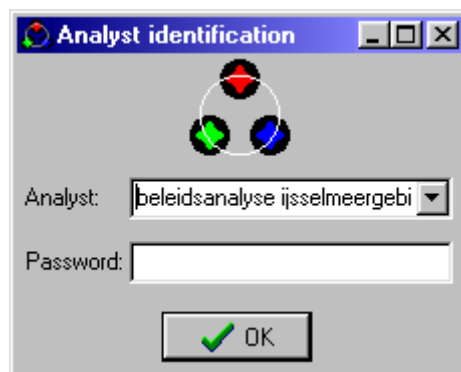 Analyst identification
Analyst: beleidsanalyse ijsselmeergebi
Password:
OK